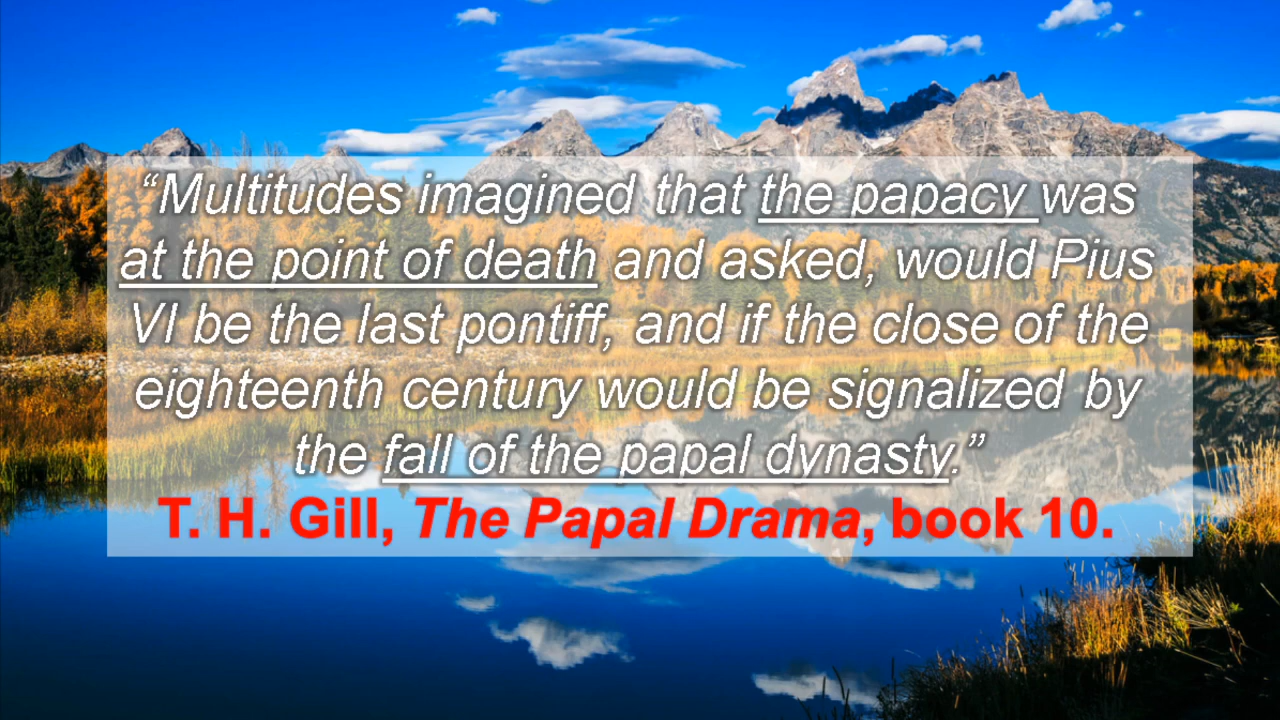 “Multitudes imagined that the papacy was
at the point of death and asked, would Pius
VI be the last pontiff, and if the close of the
eighteenth century would be signalized by
the fall of the papal dynasty.”
T. H. Gill, The Papal Drama, book 10.